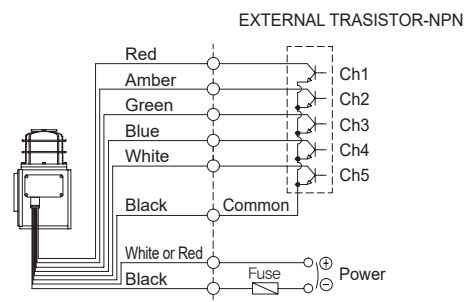 EXTERNAL TRASISTOR-NPN
Red
Ch1
Amber
Ch2
Green
Ch3
Blue
Ch4
White
Ch5
Black Common
White or Red
Fuse Power
Black